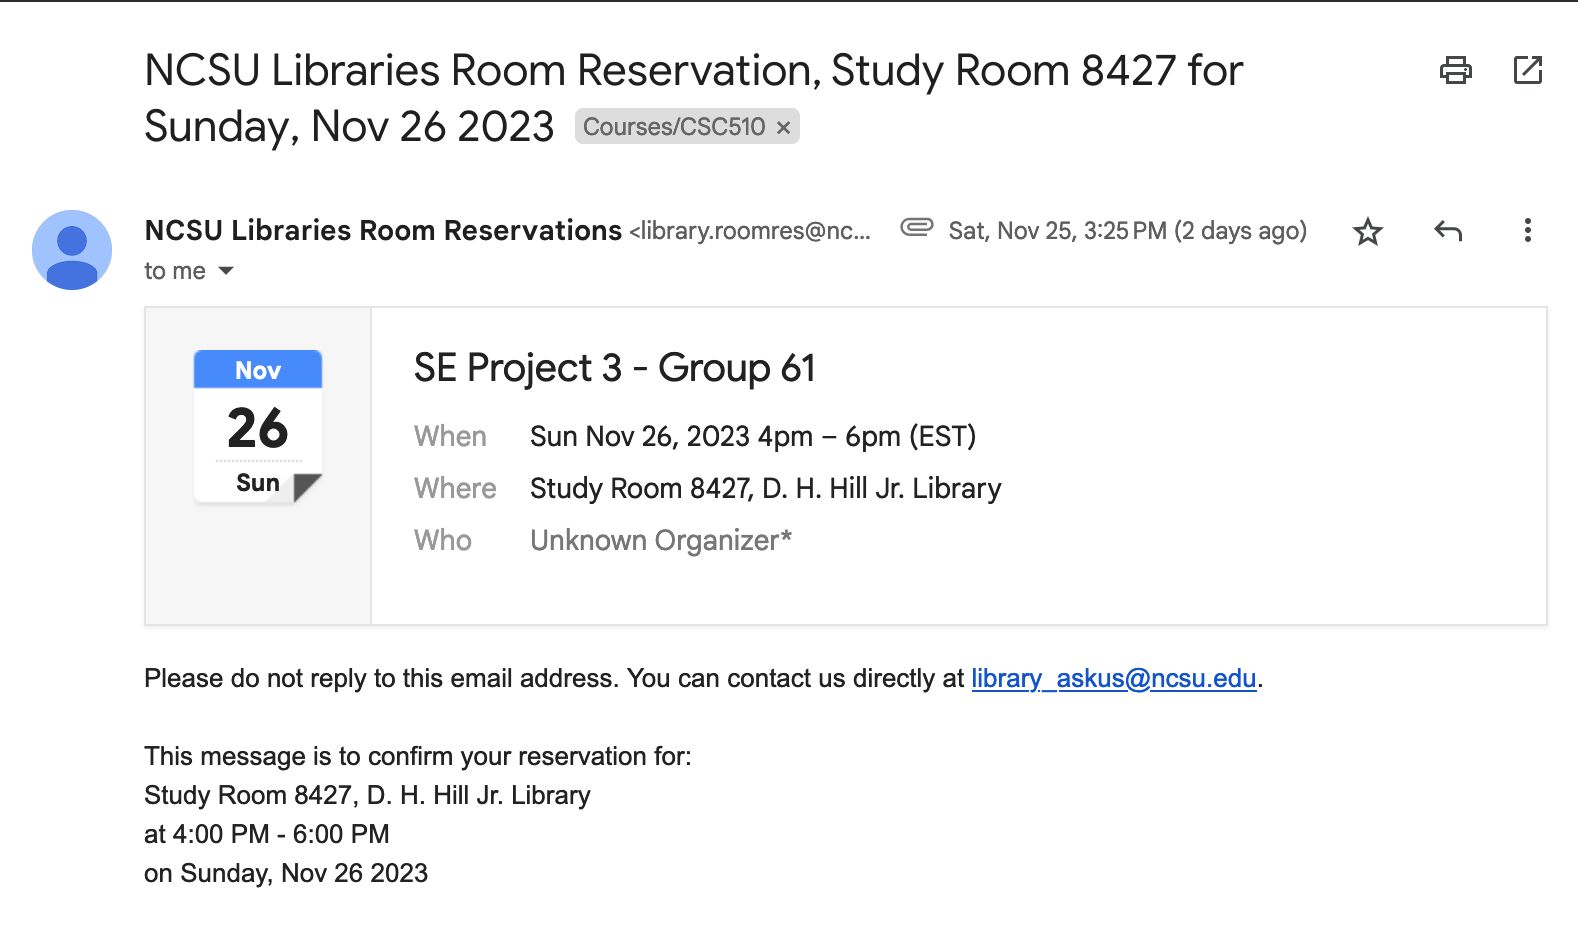 NCSU Libraries Room Reservation, Study Room 8427 for
Sunday, Nov 26 2023 Courses/CSC510 ×
NCSU Libraries Room Reservations <library.roomres@nc... Sat, Nov 25, 3:25 PM (2 days ago)
to me
Nov
26
Sun
SE Project 3 - Group 61
When Sun Nov 26, 2023 4pm – 6pm (EST)
Where Study Room 8427, D. H. Hill Jr. Library
Who Unknown Organizer*
Please do not reply to this email address. You can contact us directly at library_askus@ncsu.edu.
This message is to confirm your reservation for:
Study Room 8427, D. H. Hill Jr. Library
at 4:00 PM - 6:00 PM
on Sunday, Nov 26 2023